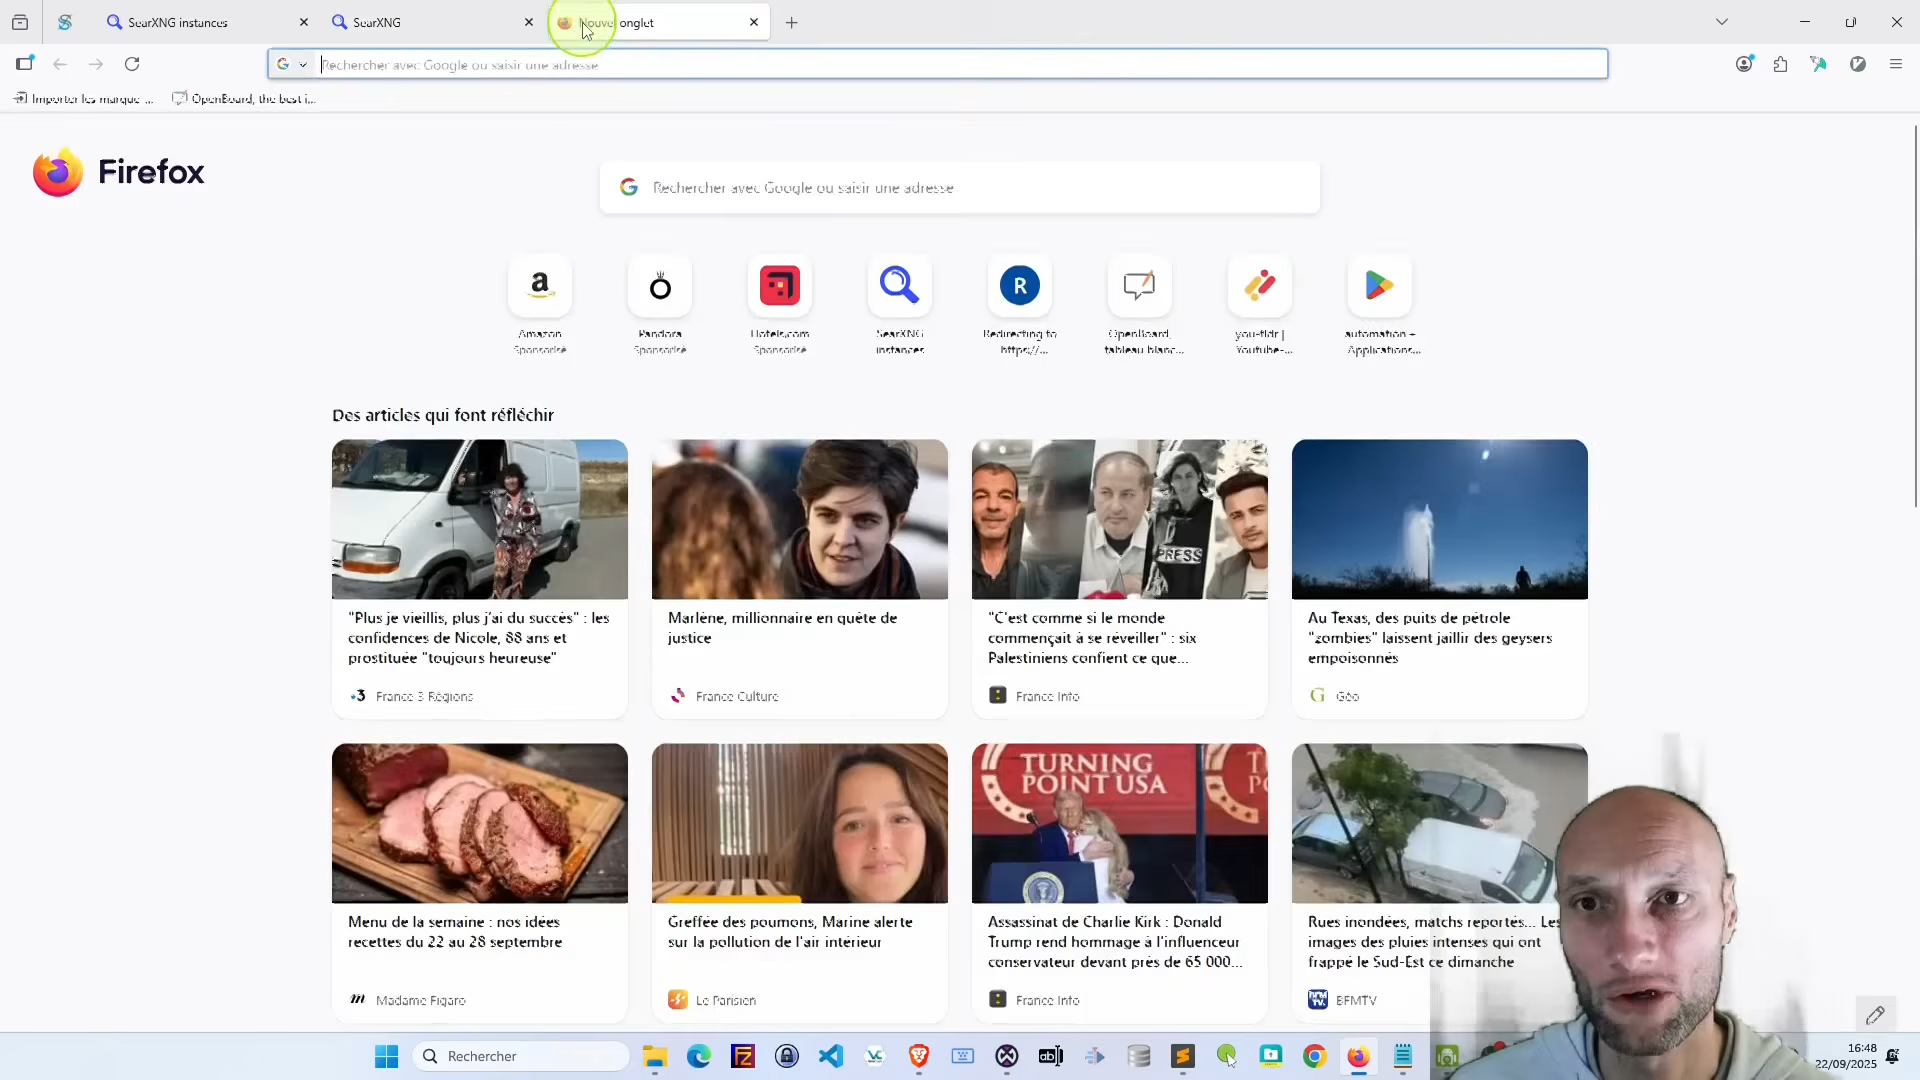 SearXNG instances
SearXNG
Nouvel onglet
Rechercher avec Google ou saisir une adresse
Importer les marque-...
OpenBoard, the best i...
Firefox
Rechercher avec Google ou saisir une adresse
Amazon
Sponsorisé
Pandora
Sponsorisé
Hotels.com
Sponsorisé
SearXNG
instances
R
Redirecting to
https://...
OpenBoard,
tableau blanc...
you-tldr |
Youtube-...
automation -
Applications...
Des articles qui font réfléchir
PRESS
"Plus je vieillis, plus j'ai du succès" : les
confidences de Nicole, 88 ans et
prostituée "toujours heureuse"
France 3 Régions
Marlène, millionnaire en quête de
justice
France Culture
"C'est comme si le monde
commençait à se réveiller" : six
Palestiniens confient ce que...
France Info
Au Texas, des puits de pétrole
"zombies" laissent jaillir des geysers
empoisonnés
Géo
TURNING
POINT USA
Menu de la semaine : nos idées
recettes du 22 au 28 septembre
Madame Figaro
Greffée des poumons, Marine alerte
sur la pollution de l'air intérieur
Le Parisien
Assassinat de Charlie Kirk : Donald
Trump rend hommage à l'influenceur
conservateur devant près de 65 000...
France Info
Rues inondées, matchs reportés... Les
images des pluies intenses qui ont
frappé le Sud-Est ce dimanche
BFMTV
Rechercher
16:48
22/09/2025